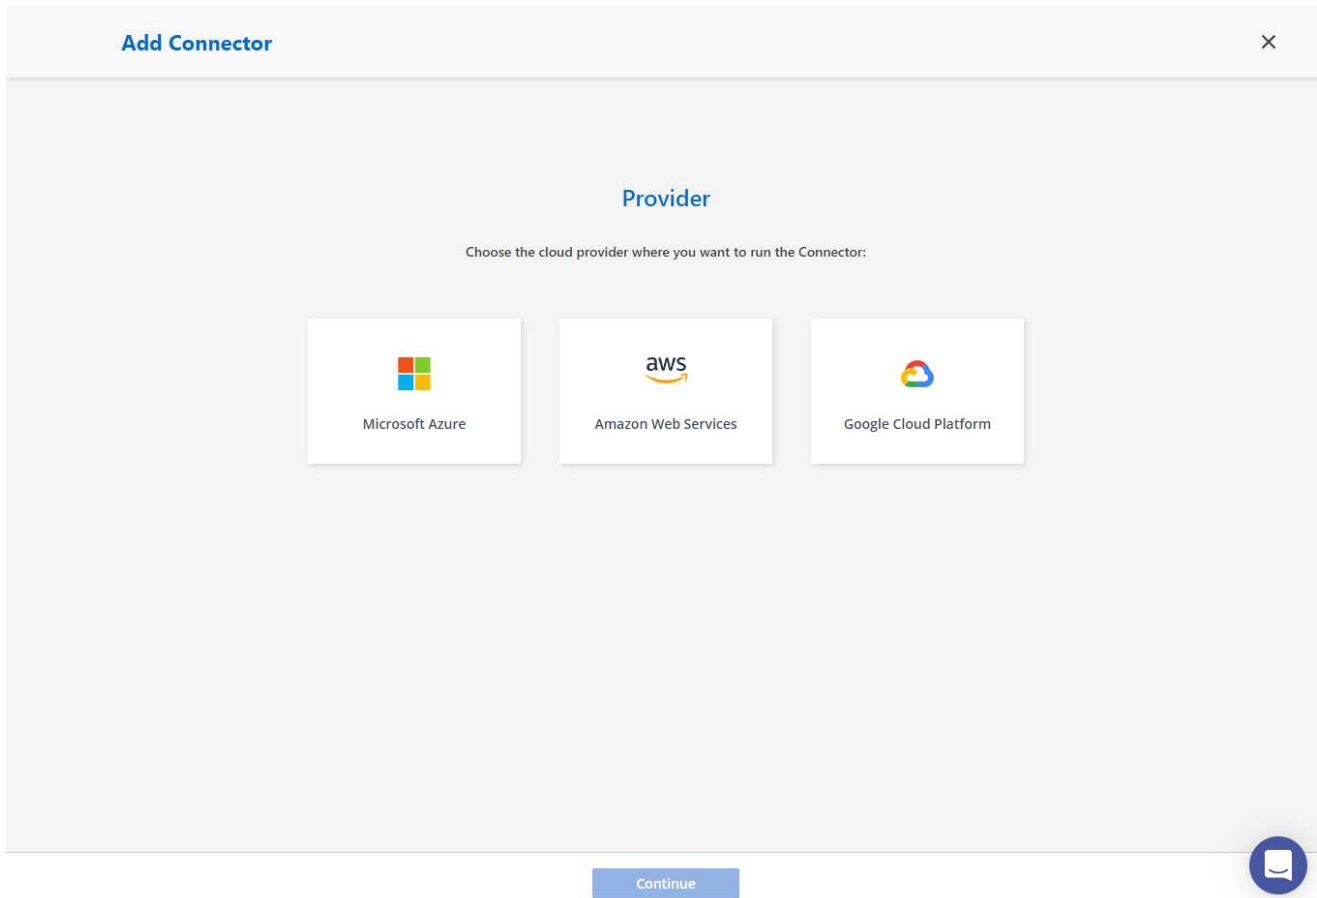 Add Connector
Provider
Choose the cloud provider where you want to run the Connector:
aws
Microsoft Azure
Amazon Web Services
Google Cloud Platform
Continue